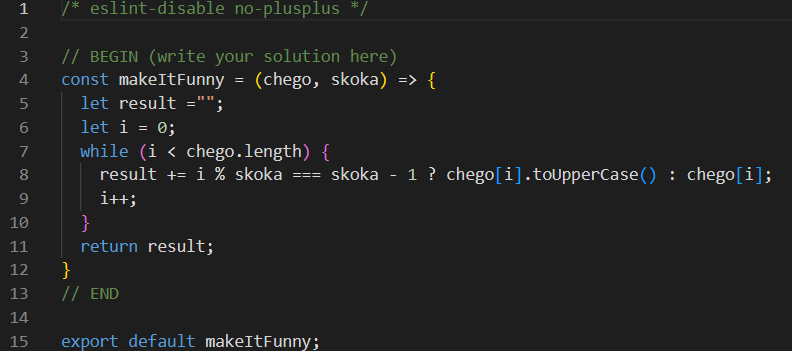 1 /* eslint-disable no-plusplus */
2
3 // BEGIN (write your solution here)
4 const makeItFunny = (chego, skoka) => {
5   let result ="";
6   let i = 0;
7   while (i < chego.length) {
8     result += i % skoka === skoka - 1 ? chego[i].toUpperCase() : chego[i];
9     i++;
10   }
11   return result;
12 }
13 // END
14
15 export default makeItFunny;